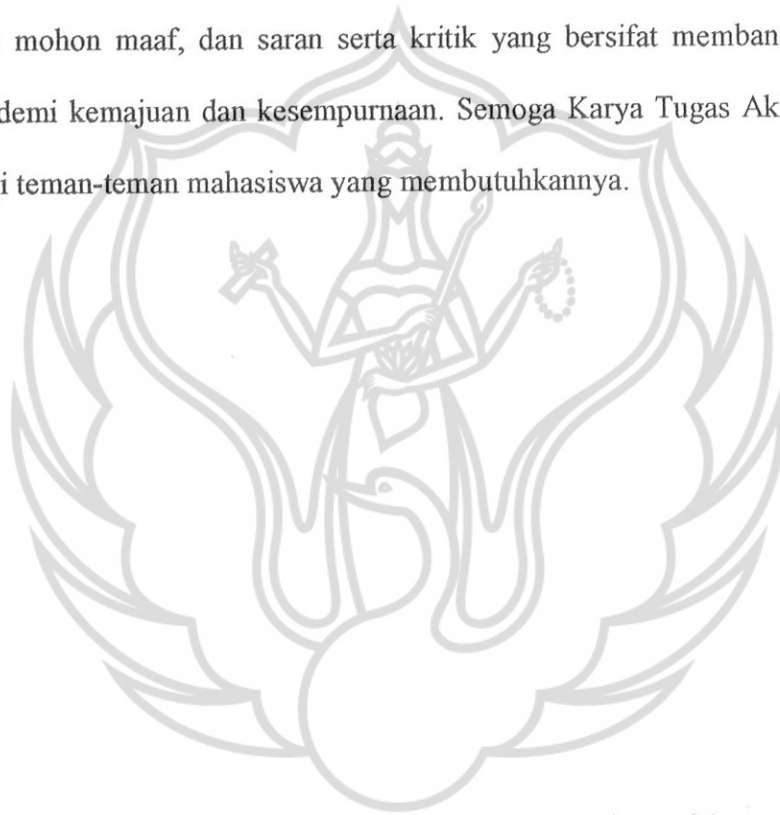 mohon maaf, dan saran serta kritik yang bersifat memban
demi kemajuan dan kesempurnaan. Semoga Karya Tugas Ak
i teman-teman mahasiswa yang membutuhkannya.